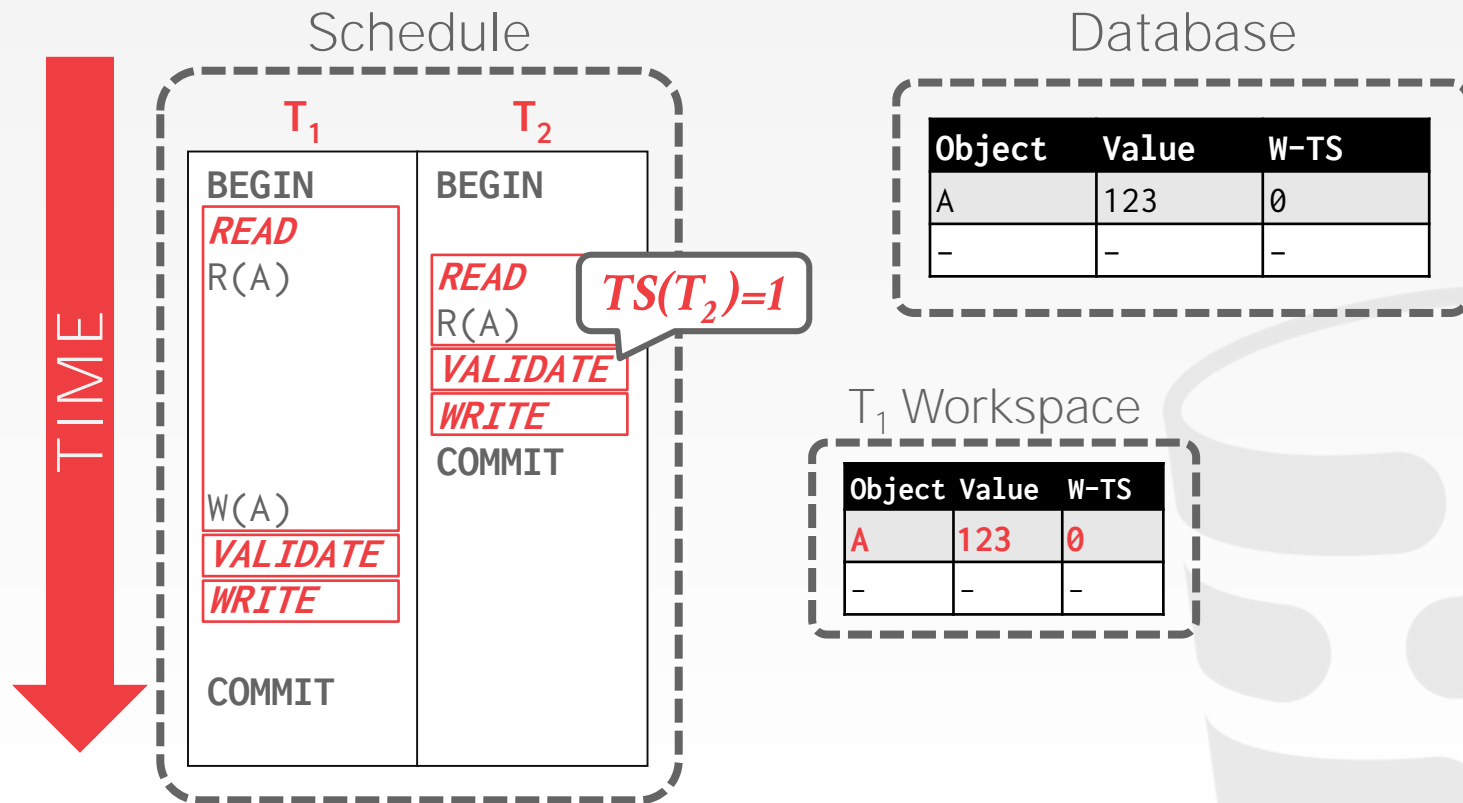 Schedule
TIME
T1 T2
BEGIN BEGIN
READ
R(A) READ
R(A)
TS(T2)=1
VALIDATE
WRITE
COMMIT
W(A)
VALIDATE
WRITE
COMMIT
Database
Object Value W-TS
A 123 0
- - -
T1 Workspace
Object Value W-TS
A 123 0
- - -